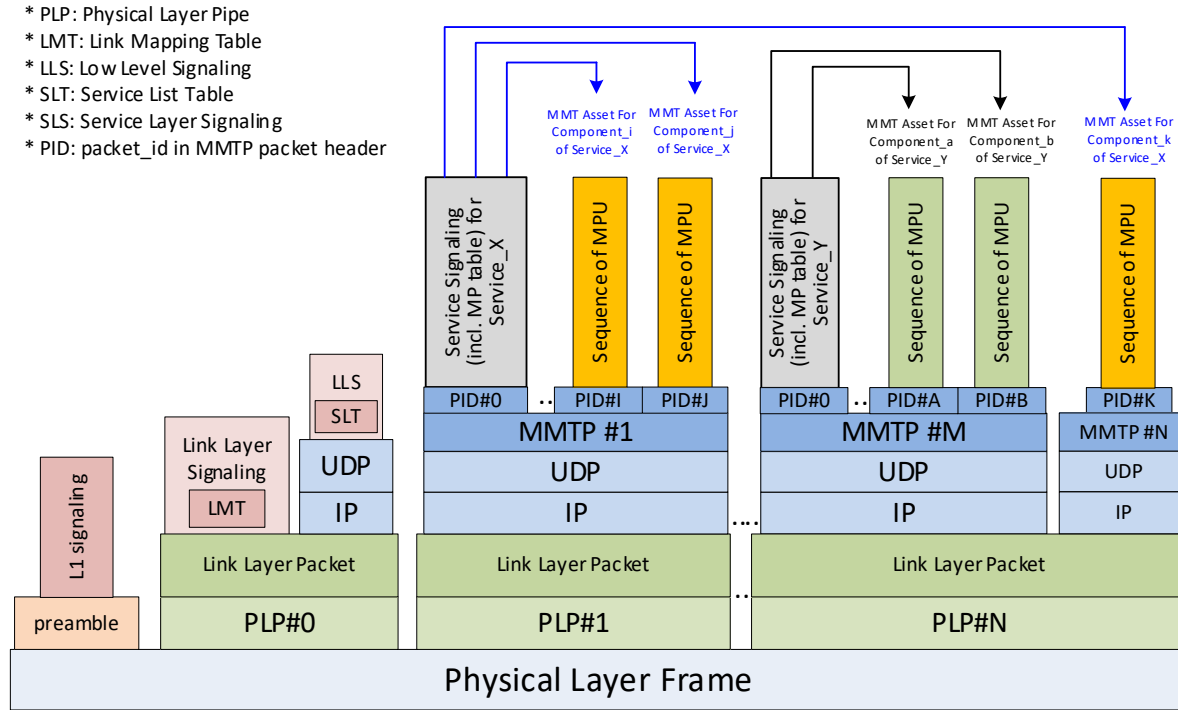 * PLP: Physical Layer Pipe
* LMT: Link Mapping Table
* LLS: Low Level Signaling
* SLT: Service List Table
* SLS: Service Layer Signaling
* PID: packet_id in MMTP packet header
MMT Asset For
Component_i
of Service_X
MMT Asset For
Component_j
of Service_X
MMT Asset For
Component_a
of Service_Y
MMT Asset For
Component_b
of Service_Y
MMT Asset For
Component_k
of Service_X
Service Signaling
(incl. MP table) for
Service_X
Sequence of MPU
Sequence of MPU
Service Signaling
(incl. MP table) for
Service_Y
Sequence of MPU
Sequence of MPU
Sequence of MPU
PID#0
..
PID#I
PID#J
PID#0
..
PID#A
PID#B
PID#K
MMTP #1
MMTP #M
MMTP #N
LLS
SLT
UDP
UDP
UDP
UDP
Link Layer
Signaling
LMT
IP
IP
....
IP
IP
L1 signaling
Link Layer Packet
Link Layer Packet
Link Layer Packet
preamble
PLP#0
PLP#1
..
PLP#N
Physical Layer Frame